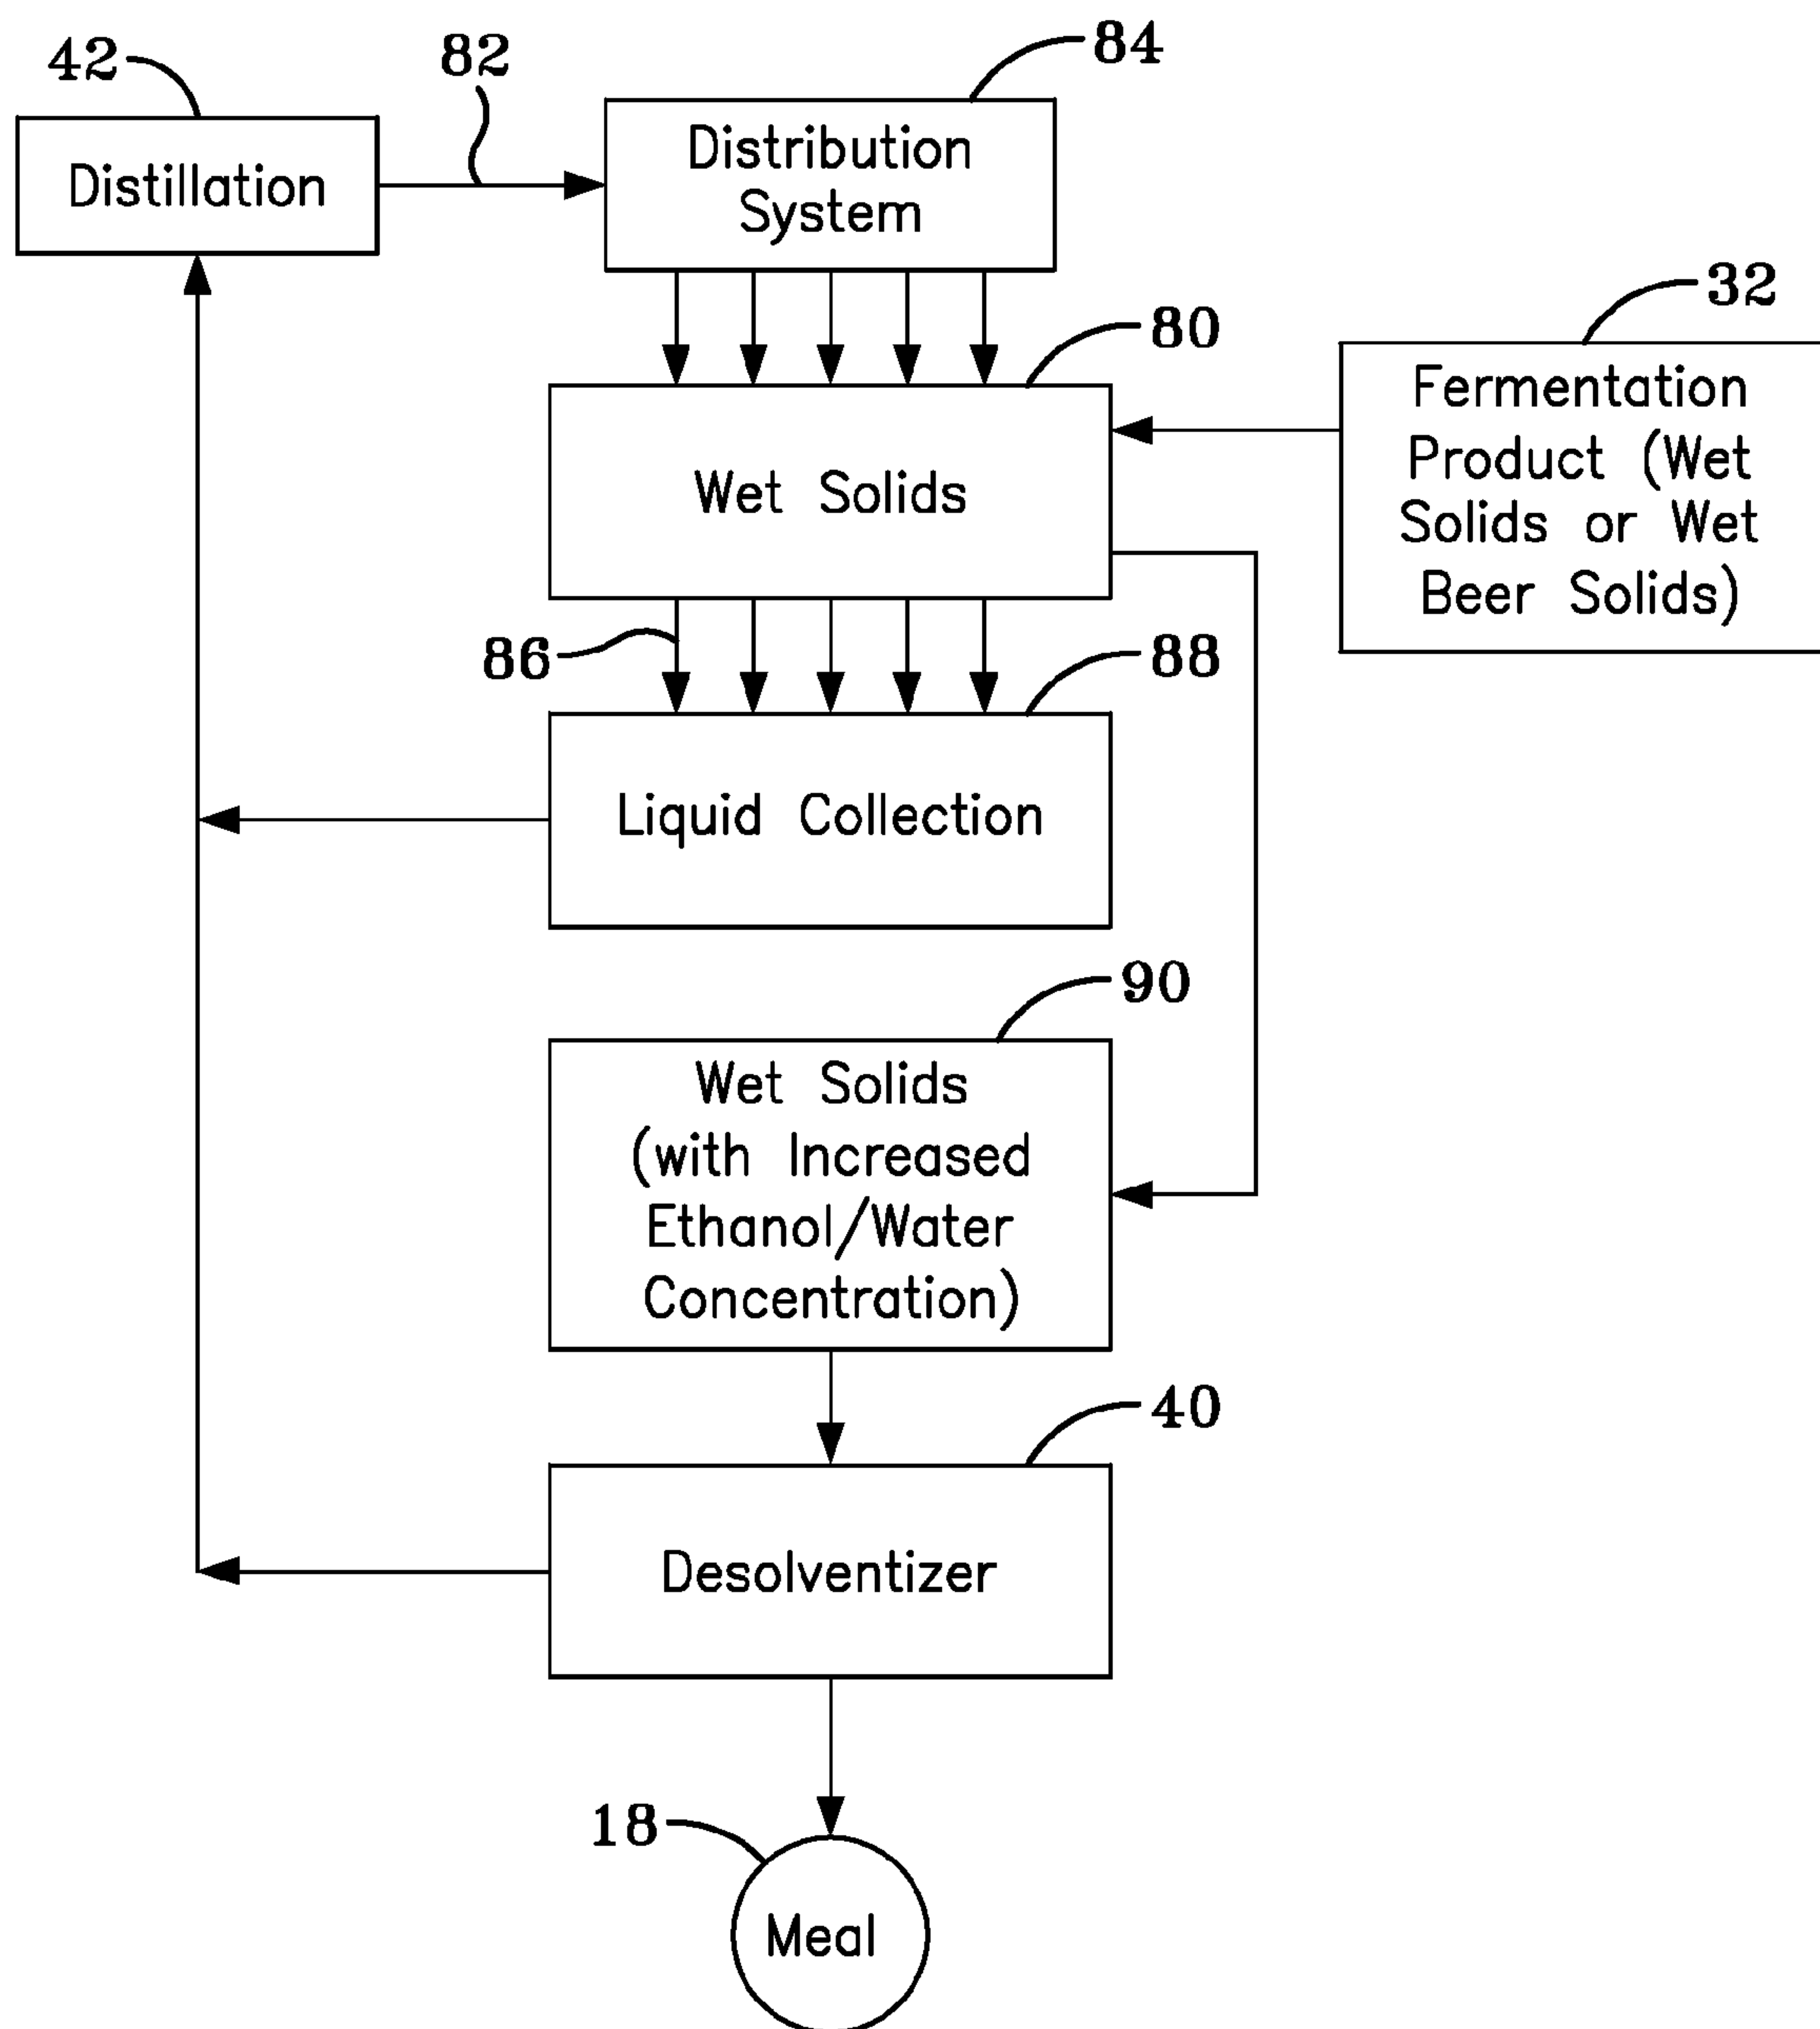 42
82
84
Distillation
Distribution
System
32
80
Fermentation
Product (Wet
Solids or Wet
Beer Solids)
Wet Solids
86
88
Liquid Collection
90
Wet Solids
(with Increased
Ethanol/Water
Concentration)
40
Desolventizer
18
Meal